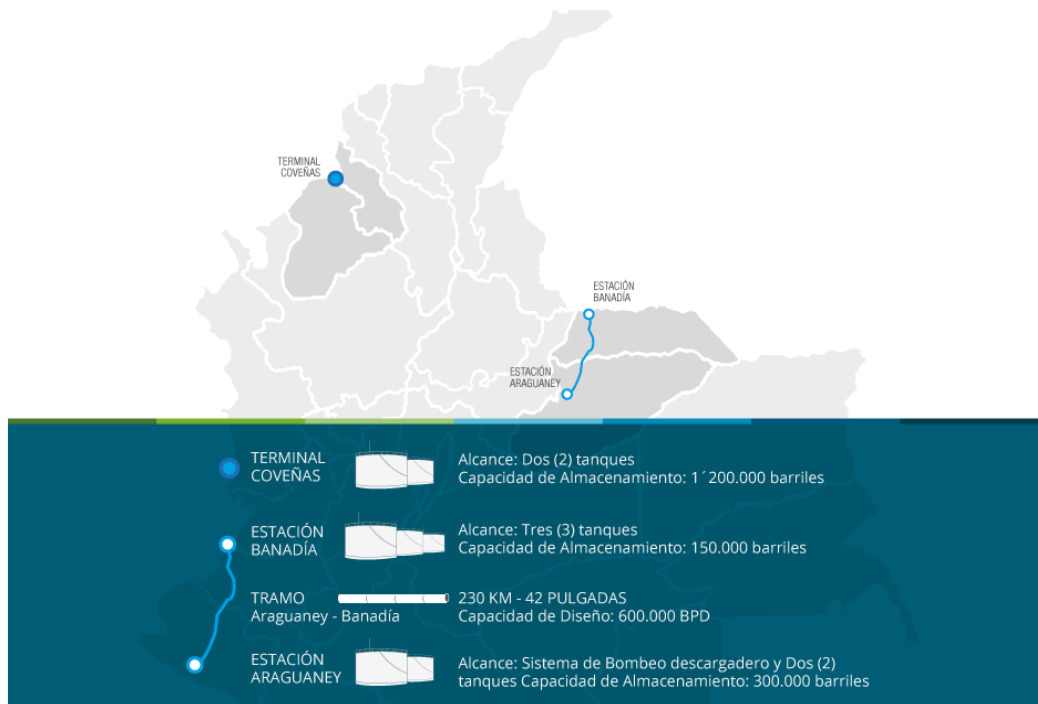 TERMINAL
COVEÑAS
ESTACIÓN
BANADÍA
ESTACIÓN
ARAGUANEY
TERMINAL
COVEÑAS
Alcance: Dos (2) tanques
Capacidad de Almacenamiento: 1´200.000 barriles
ESTACIÓN
BANADÍA
Alcance: Tres (3) tanques
Capacidad de Almacenamiento: 150.000 barriles
TRAMO
Araguaney - Banadía
230 KM - 42 PULGADAS
Capacidad de Diseño: 600.000 BPD
ESTACIÓN
ARAGUANEY
Alcance: Sistema de Bombeo descargadero y Dos (2)
tanques Capacidad de Almacenamiento: 300.000 barriles